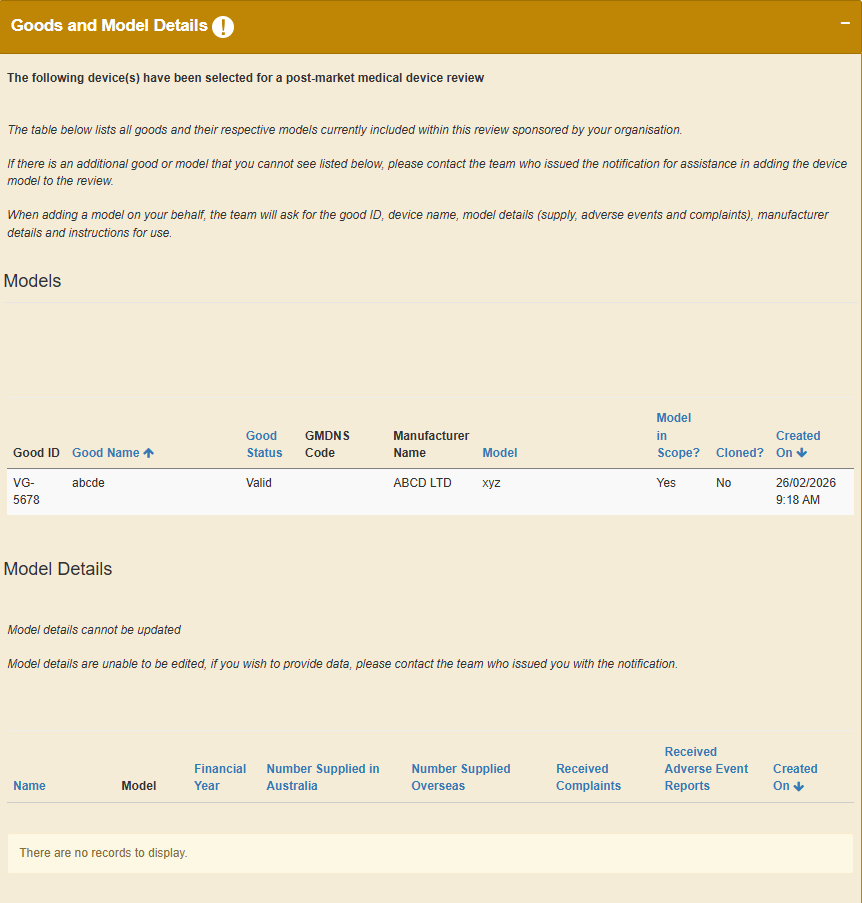 Goods and Model Details !
The following device(s) have been selected for a post-market medical device review
The table below lists all goods and their respective models currently included within this review sponsored by your organisation.
If there is an additional good or model that you cannot see listed below, please contact the team who issued the notification for assistance in adding the device
model to the review.
When adding a model on your behalf, the team will ask for the good ID, device name, model details (supply, adverse events and complaints), manufacturer
details and instructions for use.
Models
Good ID Good Name Good Status GMDNS Code Manufacturer Name Model Model in Scope? Cloned? Created On
VG-5678 abcde Valid ABCD LTD xyz Yes No 26/02/2026 9:18 AM
Model Details
Model details cannot be updated
Model details are unable to be edited, if you wish to provide data, please contact the team who issued you with the notification.
Name Model Financial Year Number Supplied in Australia Number Supplied Overseas Received Complaints Received Adverse Event Reports Created On
There are no records to display.